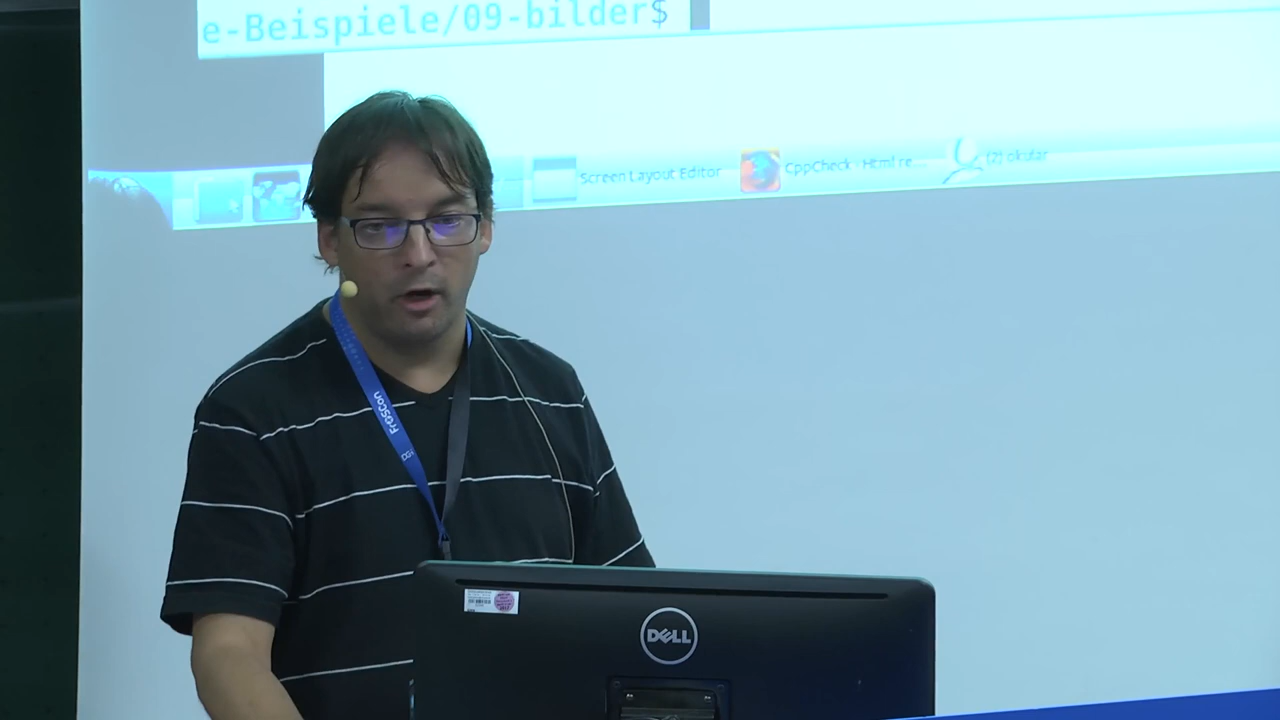 e-Beispiele/09-bilder$
Screen Layout Editor
CppCheck - Html re...
(2) okular
FrOSCon
DELL